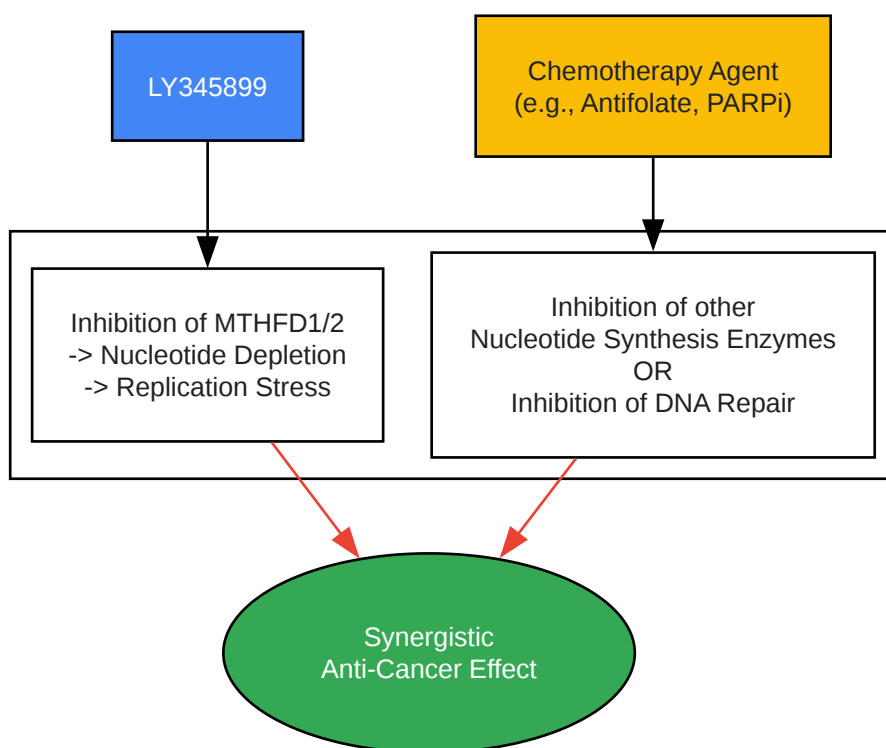 LY345899
Chemotherapy Agent
(e.g., Antifolate, PARPi)
Inhibition of MTHFD1/2
-> Nucleotide Depletion
-> Replication Stress
Inhibition of other
Nucleotide Synthesis Enzymes
OR
Inhibition of DNA Repair
Synergistic
Anti-Cancer Effect